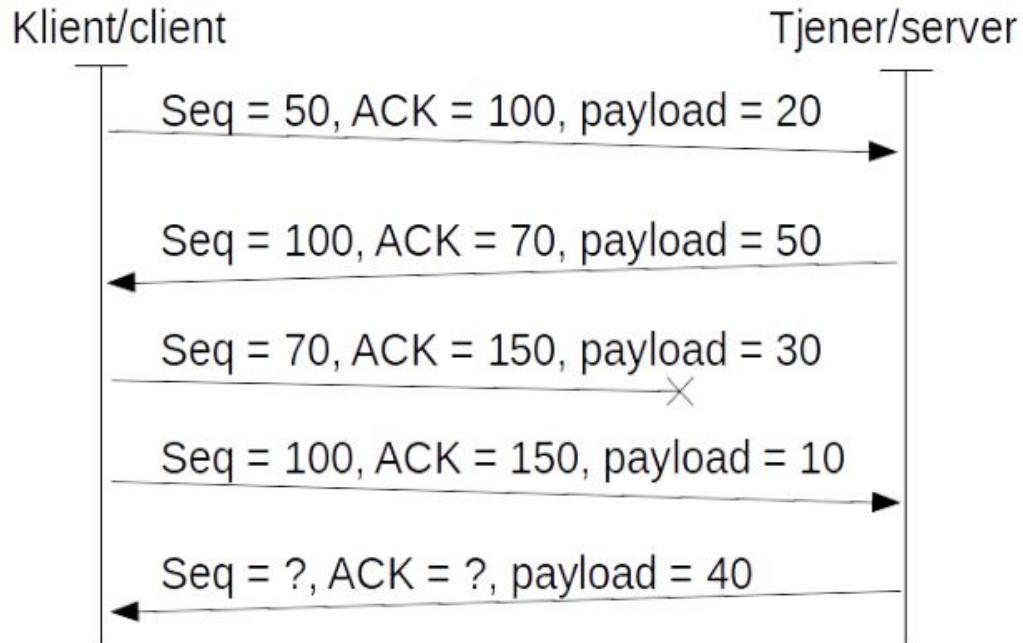 Klient/client
Tjener/server
Seq = 50, ACK = 100, payload = 20
Seq = 100, ACK = 70, payload = 50
Seq = 70, ACK = 150, payload = 30
Seq = 100, ACK = 150, payload = 10
Seq = ?, ACK = ?, payload = 40